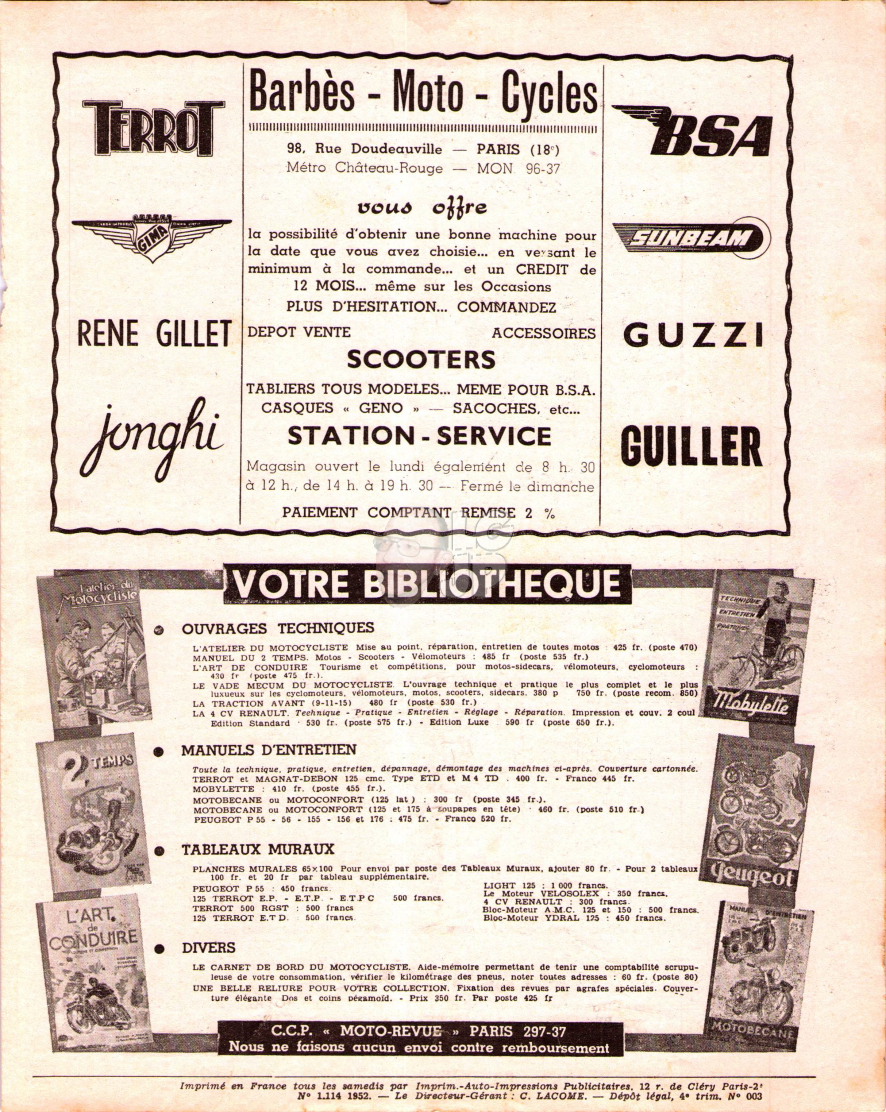 TERROT
GIMA
RENE GILLET
jonghi
Barbès - Moto - Cycles
98, Rue Doudeauville — PARIS (18e)
Métro Château-Rouge — MON 96-37
vous offre
la possibilité d'obtenir une bonne machine pour
la date que vous avez choisie... en versant le
minimum à la commande... et un CREDIT de
12 MOIS... même sur les Occasions
PLUS D'HESITATION... COMMANDEZ
DEPOT VENTE ACCESSOIRES
SCOOTERS
TABLIERS TOUS MODELES... MEME POUR B.S.A.
CASQUES « GENO » — SACOCHES, etc...
STATION - SERVICE
Magasin ouvert le lundi également de 8 h. 30
à 12 h., de 14 h. à 19 h. 30 — Fermé le dimanche
PAIEMENT COMPTANT REMISE 2 %
BSA
SUNBEAM
GUZZI
GUILLER
VOTRE BIBLIOTHEQUE
OUVRAGES TECHNIQUES
L'ATELIER DU MOTOCYCLISTE Mise au point, réparation, entretien de toutes motos : 425 fr. (poste 470)
MANUEL DU 2 TEMPS. Motos - Scooters - Vélomoteurs : 485 fr (poste 535 fr.)
L'ART DE CONDUIRE Tourisme et compétitions, pour motos-sidecars, vélomoteurs, cyclomoteurs :
430 fr (poste 475 fr.).
LE VADE MECUM DU MOTOCYCLISTE. L'ouvrage technique et pratique le plus complet et le plus
luxueux sur les cyclomoteurs, vélomoteurs, motos, scooters, sidecars. 380 p 750 fr. (poste recom. 850)
LA TRACTION AVANT (9-11-15) 480 fr (poste 530 fr.)
LA 4 CV RENAULT. Technique - Pratique - Entretien - Réglage - Réparation. Impression et couv. 2 coul
Edition Standard : 530 fr. (poste 575 fr.) - Edition Luxe 590 fr (poste 650 fr.).
MANUELS D'ENTRETIEN
Toute la technique, pratique, entretien, dépannage, démontage des machines ci-après. Couverture cartonnée.
TERROT et MAGNAT-DEBON 125 cmc. Type ETD et M4 TD . 400 fr. - Franco 445 fr.
MOBYLETTE : 410 fr. (poste 455 fr.).
MOTOBECANE ou MOTOCONFORT (125 lat) : 300 fr (poste 345 fr.).
MOTOBECANE ou MOTOCONFORT (125 et 175 à soupapes en tête) : 460 fr. (poste 510 fr.)
PEUGEOT P 55 - 56 - 155 - 156 et 176 : 475 fr. - Franco 520 fr.
TABLEAUX MURAUX
PLANCHES MURALES 65×100 Pour envoi par poste des Tableaux Muraux, ajouter 80 fr. - Pour 2 tableaux
100 fr. et 20 fr par tableau supplémentaire.
PEUGEOT P 55 : 450 francs.
125 TERROT E.P. - E.T.P. - E.T.P C 500 francs.
TERROT 500 RGST : 500 francs
125 TERROT E.T D. 500 francs.
LIGHT 125 : 1 000 francs.
Le Moteur VELOSOLEX : 350 francs,
4 CV RENAULT : 300 francs.
Bloc-Moteur A.M.C. 125 et 150 : 500 francs.
Bloc-Moteur YDRAL 125 : 450 francs.
DIVERS
LE CARNET DE BORD DU MOTOCYCLISTE. Aide-mémoire permettant de tenir une comptabilité scrupu-
leuse de votre consommation, vérifier le kilométrage des pneus, noter toutes adresses : 60 fr. (poste 80)
UNE BELLE RELIURE POUR VOTRE COLLECTION. Fixation des revues par agrafes spéciales. Couver-
ture élégante Dos et coins pégamoïd. - Prix 350 fr. Par poste 425 fr
C.C.P. « MOTO-REVUE » PARIS 297-37
Nous ne faisons aucun envoi contre remboursement
l'atelier du
Motocycliste
2 TEMPS
L'ART
de
CONDUIRE
TECHNIQUE
ENTRETIEN
PRATIQUE
Mobylette
Peugeot
MANUEL D'ENTRETIEN
MOTOBECANE
Imprimé en France tous les samedis par Imprim.-Auto-Impressions Publicitaires, 12 r. de Cléry Paris-2e
N° 1.114 1952. — Le Directeur-Gérant : C. LACOME. — Dépôt légal, 4e trim. N° 003